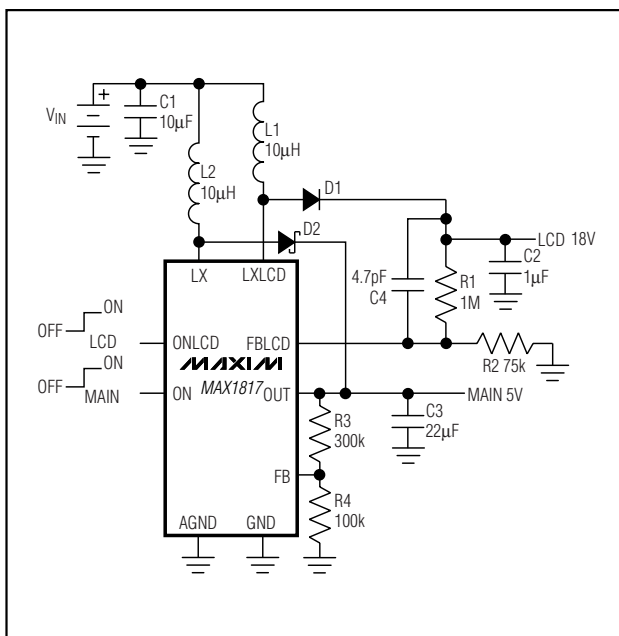 +
VIN
C1
10μF
L1
10μH
L2
10μH
D1
D2
LX
LXLCD
LCD 18V
4.7pF
C4
R1
1M
C2
1μF
ON
OFF
LCD
ONLCD
FBLCD
R2 75k
ON
OFF
MAIN
ON
MAXIM
MAX1817
OUT
MAIN 5V
R3
300k
C3
22μF
FB
R4
100k
AGND
GND